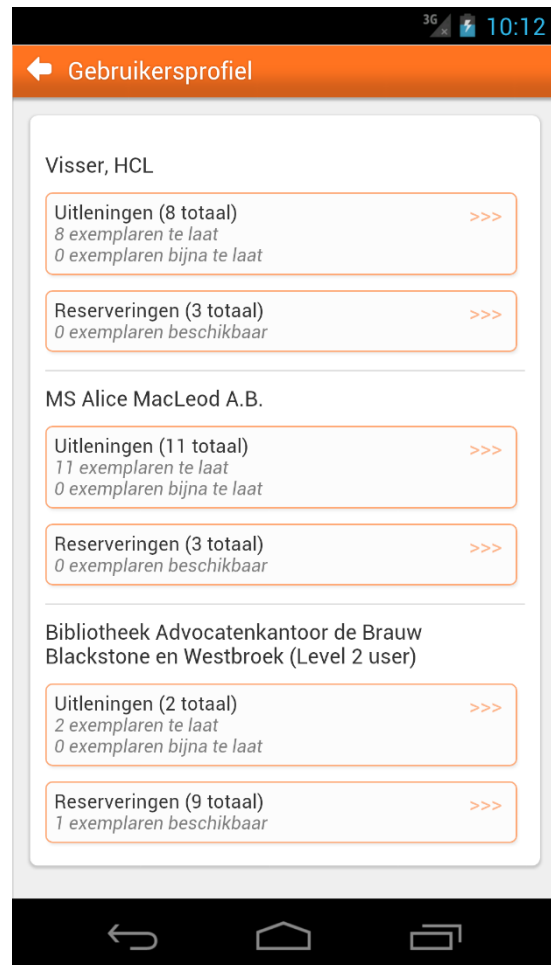 3G 10:12
Gebruikersprofiel
Visser, HCL
Uitleningen (8 totaal) >>>
8 exemplaren te laat
0 exemplaren bijna te laat
Reserveringen (3 totaal) >>>
0 exemplaren beschikbaar
MS Alice MacLeod A.B.
Uitleningen (11 totaal) >>>
11 exemplaren te laat
0 exemplaren bijna te laat
Reserveringen (3 totaal) >>>
0 exemplaren beschikbaar
Bibliotheek Advocatenkantoor de Brauw
Blackstone en Westbroek (Level 2 user)
Uitleningen (2 totaal) >>>
2 exemplaren te laat
0 exemplaren bijna te laat
Reserveringen (9 totaal) >>>
1 exemplaren beschikbaar